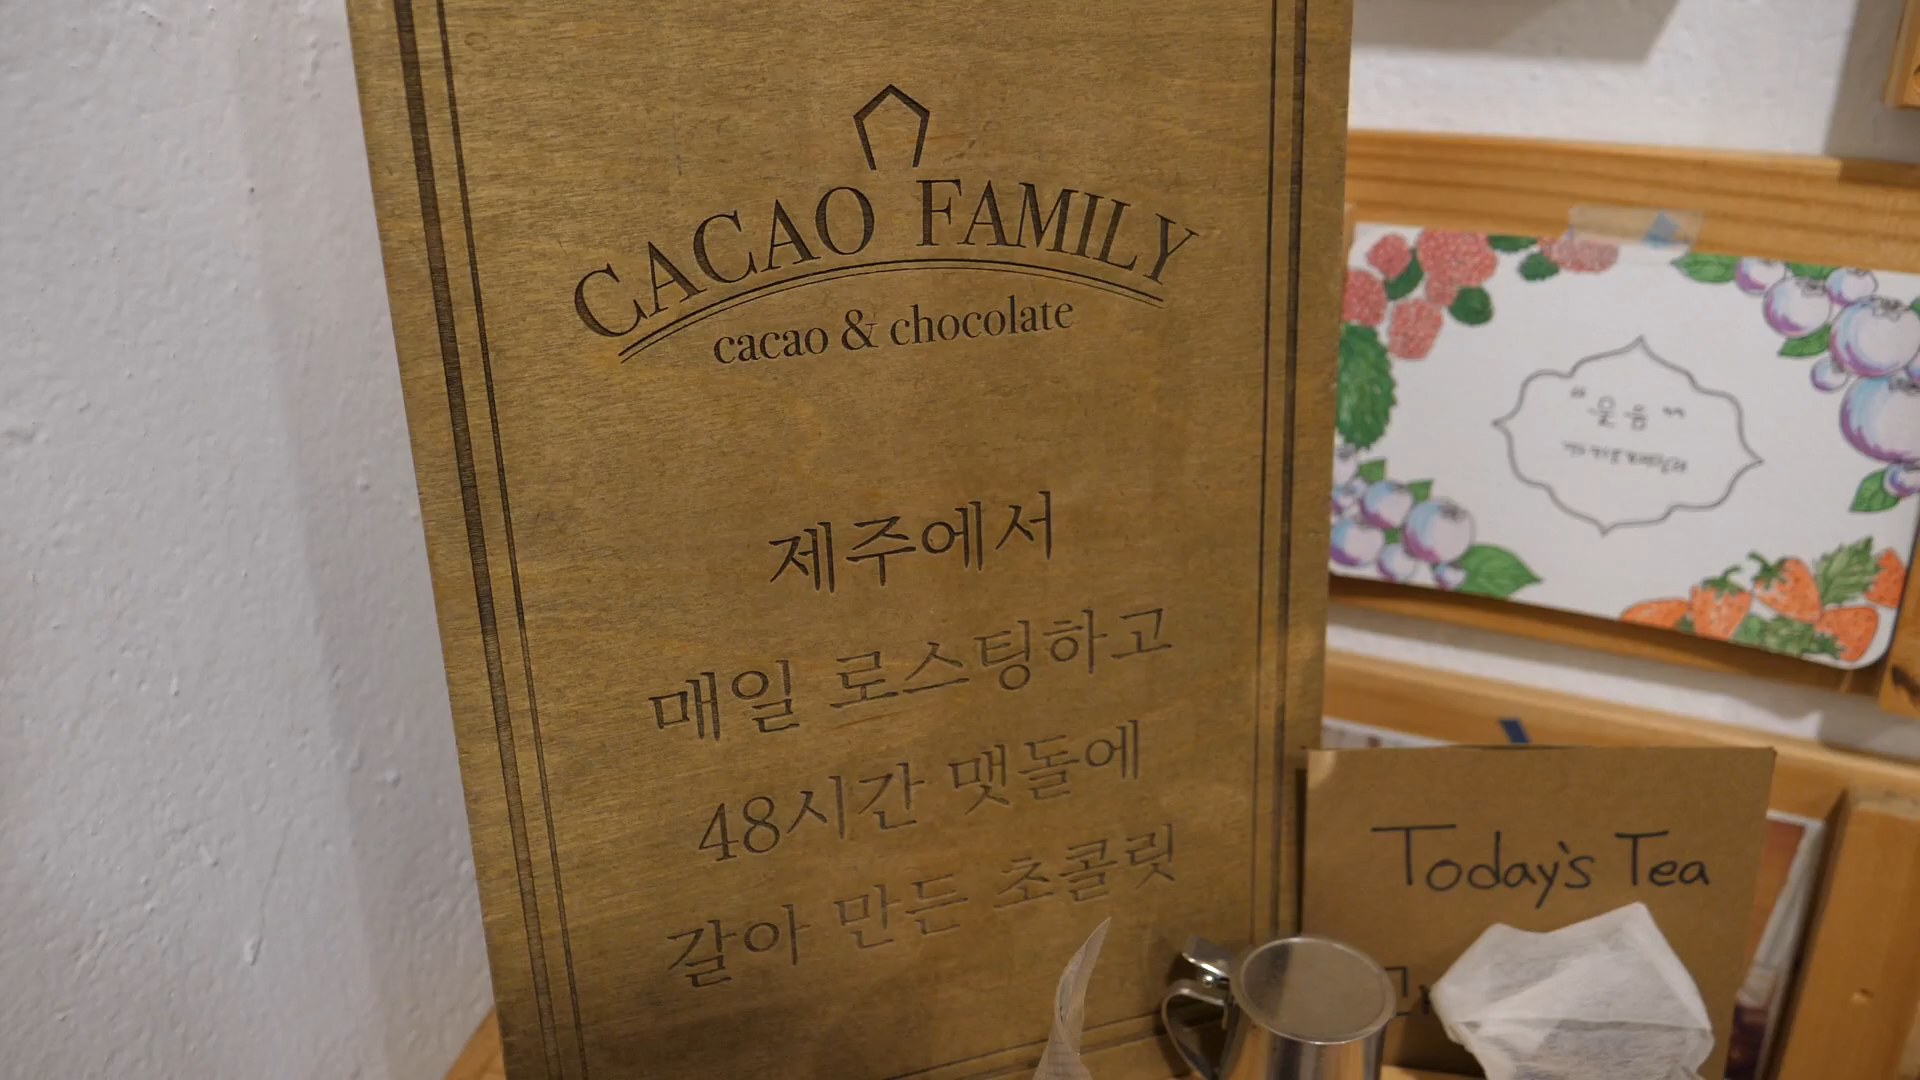 CACAO FAMILY
cacao & chocolate
제주에서
매일 로스팅하고
48시간 맷돌에
갈아 만든 초콜릿
Today's Tea